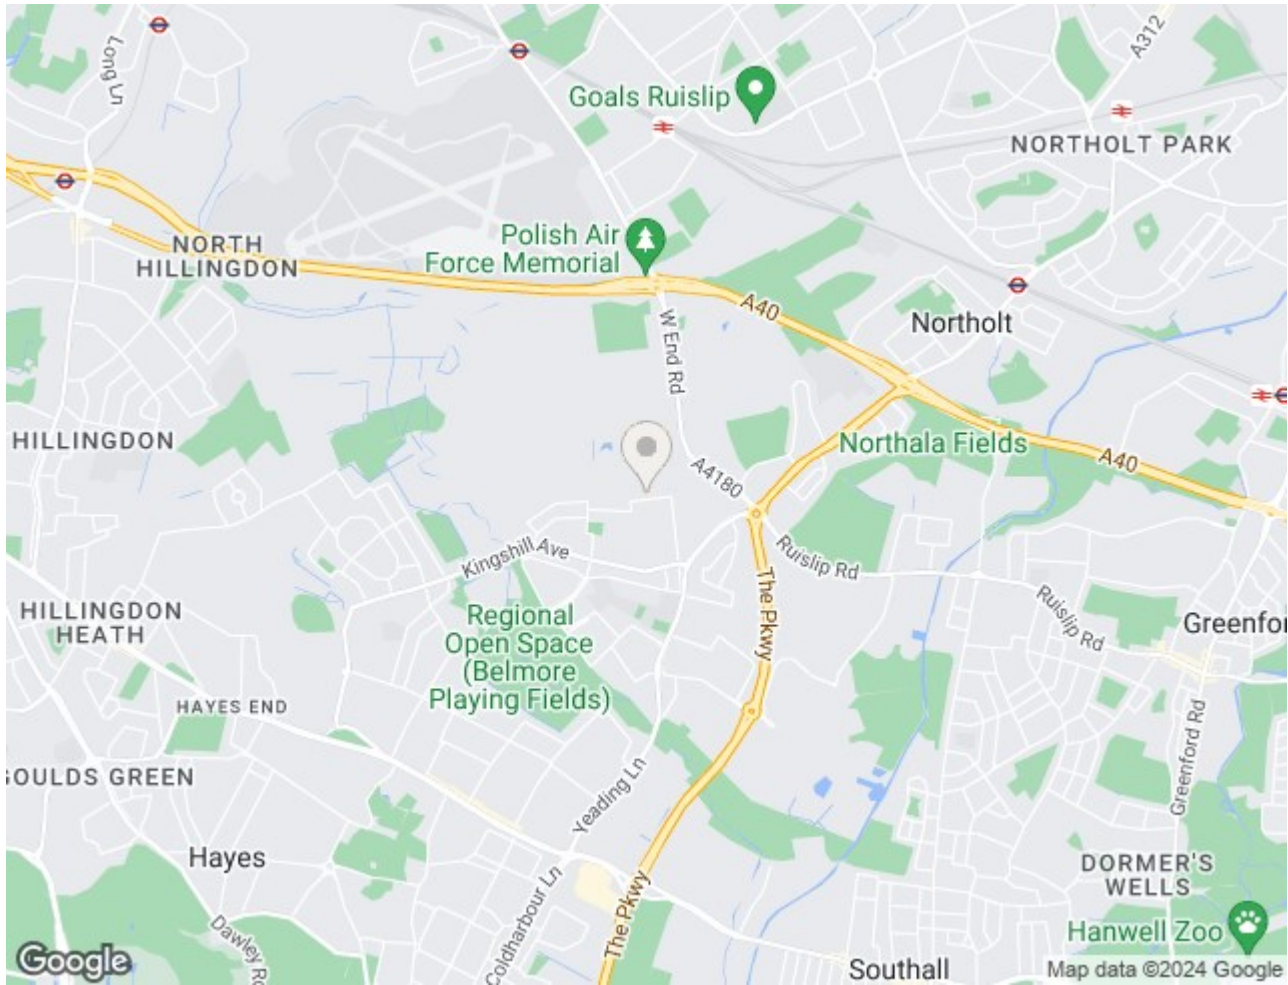 Long Ln
A312
Goals Ruislip
NORTHOLT PARK
Polish Air
Force Memorial
NORTH
HILLINGDON
A40
W End Rd
Northolt
HILLINGDON
Northala Fields
A40
A4180
Kingshill Ave
Ruislip Rd
The Pkwy
Ruislip Rd
HILLINGDON
HEATH
Regional
Open Space
(Belmore
Playing Fields)
Greenfor
HAYES END
GOULDS GREEN
Greenford Rd
Yeading Ln
Hayes
DORMER'S
WELLS
Coldharbour Ln
The Pkwy
Dawley Rd
Hanwell Zoo
Southall
Google
Map data ©2024 Google